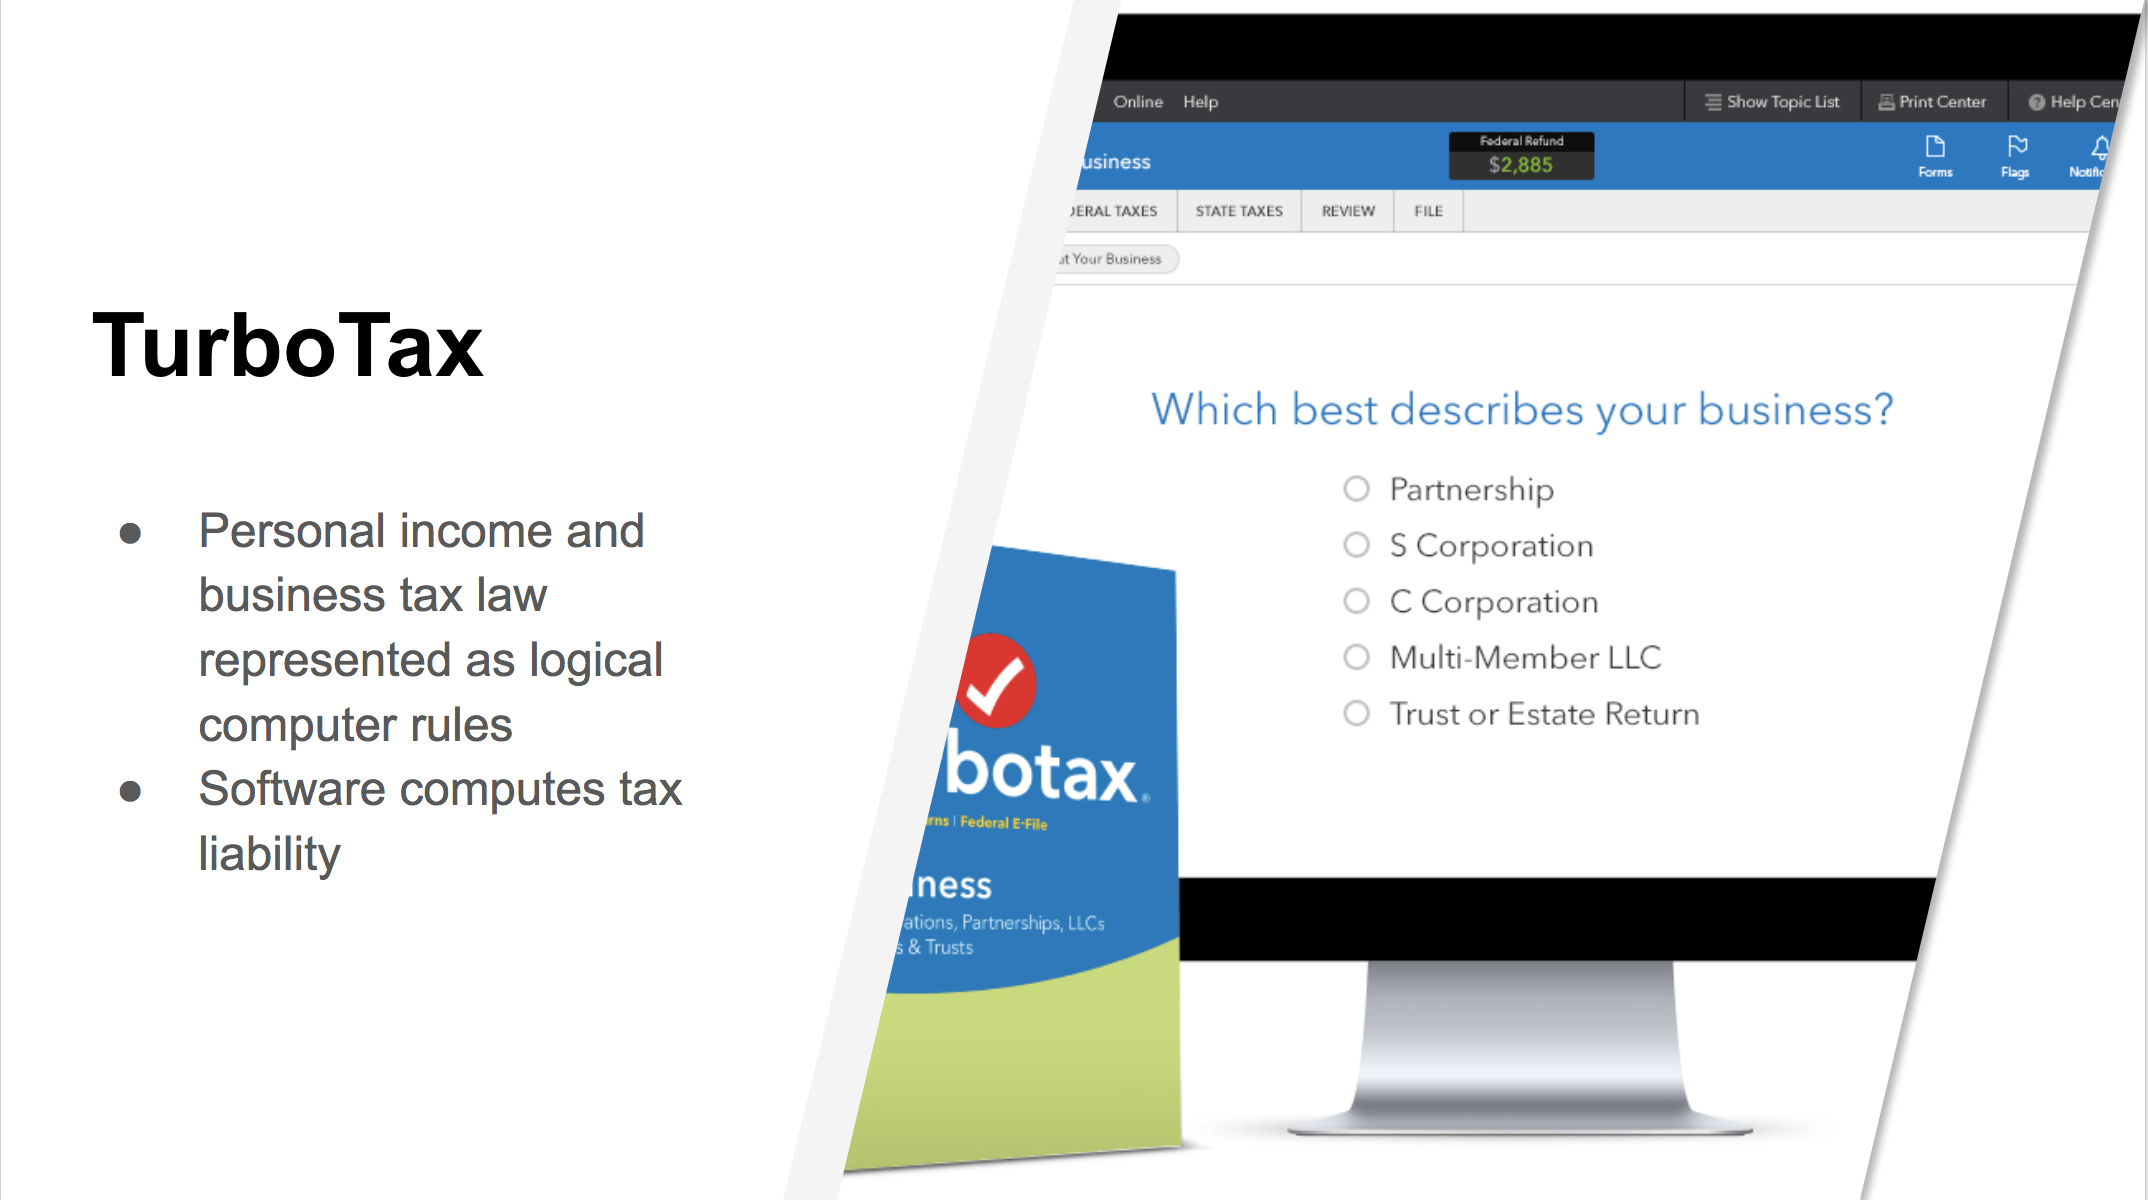 TurboTax
● Personal income and
business tax law
represented as logical
computer rules
● Software computes tax
liability
Online Help Show Topic List Print Center Help Cen
usiness Federal Refund
$2,885
Forms Flags Notific
DERAL TAXES STATE TAXES REVIEW FILE
ut Your Business
Which best describes your business?
Partnership
S Corporation
C Corporation
Multi-Member LLC
Trust or Estate Return
botax®
rns | Federal E-File
iness
ations, Partnerships, LLCs
s & Trusts